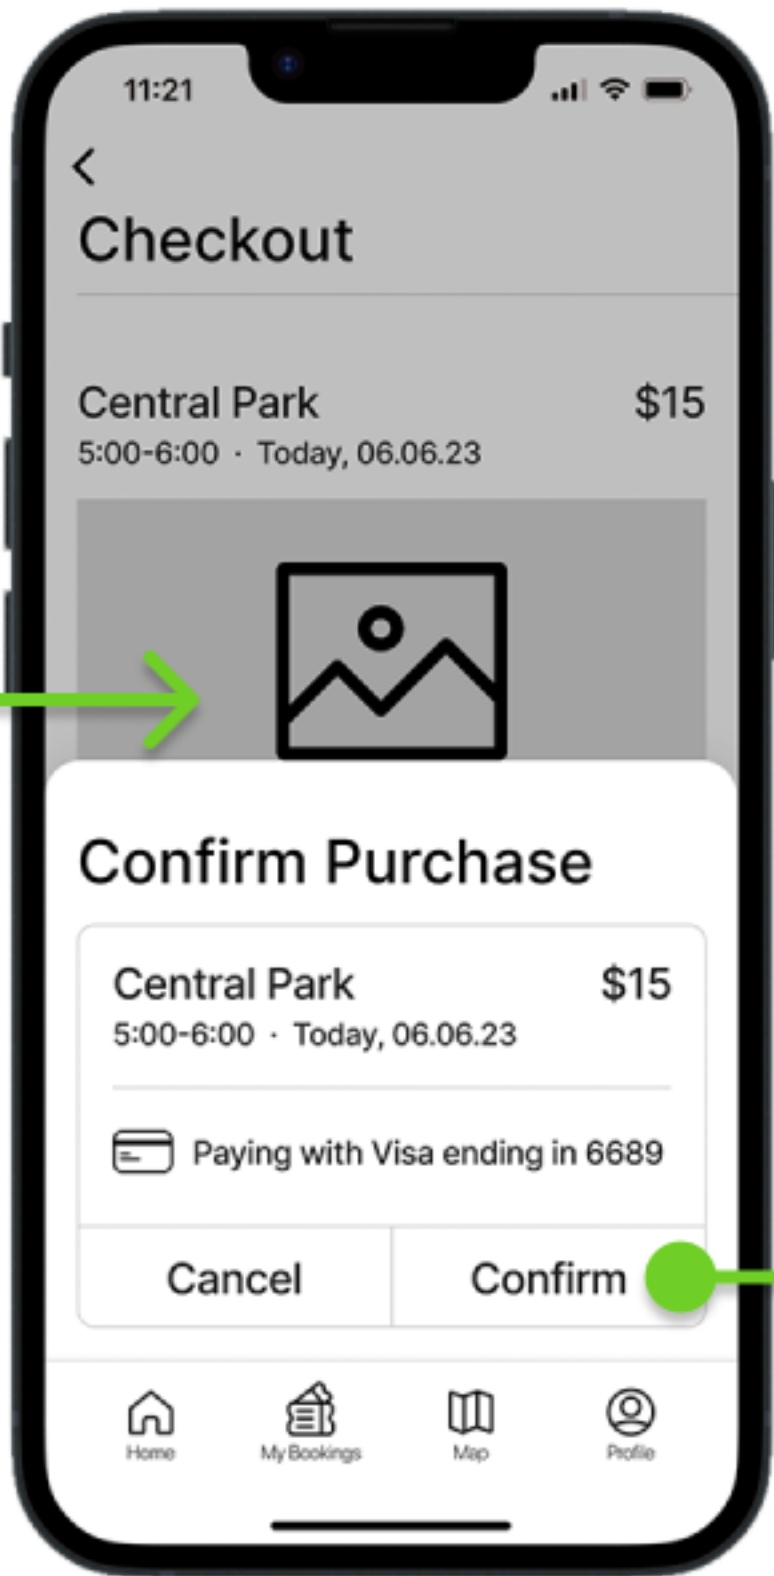 11:21
Checkout
Central Park $15
5:00-6:00 · Today, 06.06.23
Confirm Purchase
Central Park $15
5:00-6:00 · Today, 06.06.23
Paying with Visa ending in 6689
Cancel Confirm
Home My Bookings Map Profile